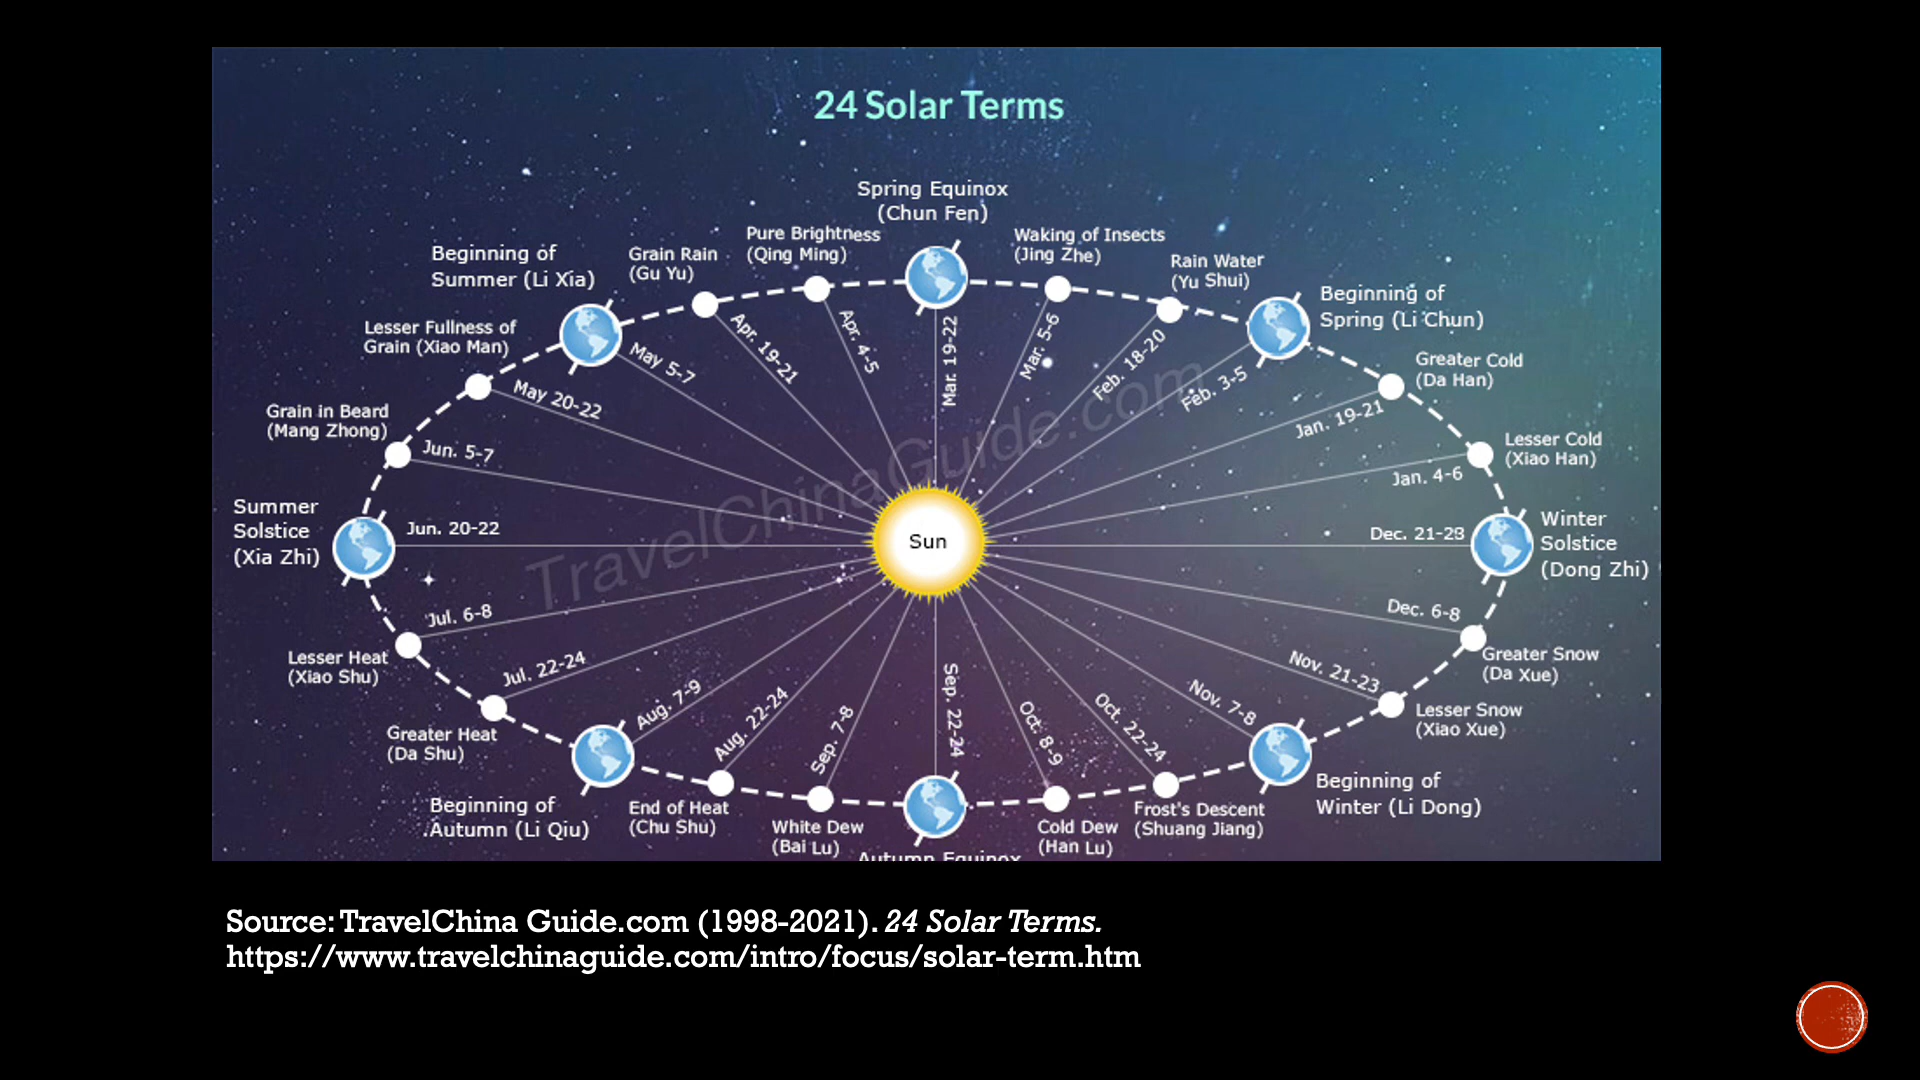 24 Solar Terms
Spring Equinox
(Chun Fen)
Mar. 19-22
Waking of Insects
(Jing Zhe)
Mar. 5-6
Rain Water
(Yu Shui)
Feb. 18-20
Beginning of
Spring (Li Chun)
Feb. 3-5
Greater Cold
(Da Han)
Jan. 19-21
Lesser Cold
(Xiao Han)
Jan. 4-6
Winter
Solstice
(Dong Zhi)
Dec. 21-23
Greater Snow
(Da Xue)
Dec. 6-8
Lesser Snow
(Xiao Xue)
Nov. 21-23
Beginning of
Winter (Li Dong)
Nov. 7-8
Frost's Descent
(Shuang Jiang)
Oct. 22-24
Cold Dew
(Han Lu)
Oct. 8-9
Autumn Equinox
Sep. 22-24
White Dew
(Bai Lu)
Sep. 7-8
End of Heat
(Chu Shu)
Aug. 22-24
Beginning of
Autumn (Li Qiu)
Aug. 7-9
Greater Heat
(Da Shu)
Jul. 22-24
Lesser Heat
(Xiao Shu)
Jul. 6-8
Summer
Solstice
(Xia Zhi)
Jun. 20-22
Grain in Beard
(Mang Zhong)
Jun. 5-7
Lesser Fullness of
Grain (Xiao Man)
May 20-22
Beginning of
Summer (Li Xia)
May 5-7
Grain Rain
(Gu Yu)
Apr. 19-21
Pure Brightness
(Qing Ming)
Apr. 4-5
Sun
TravelChinaGuide.com
Source: TravelChina Guide.com (1998-2021). 24 Solar Terms.
https://www.travelchinaguide.com/intro/focus/solar-term.htm